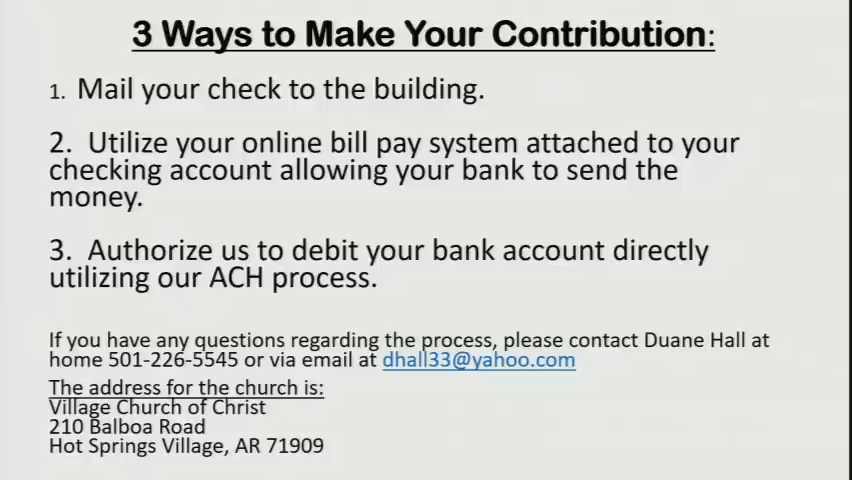 3 Ways to Make Your Contribution:
1. Mail your check to the building.
2. Utilize your online bill pay system attached to your
checking account allowing your bank to send the
money.
3. Authorize us to debit your bank account directly
utilizing our ACH process.
If you have any questions regarding the process, please contact Duane Hall at
home 501-226-5545 or via email at dhall33@yahoo.com
The address for the church is:
Village Church of Christ
210 Balboa Road
Hot Springs Village, AR 71909